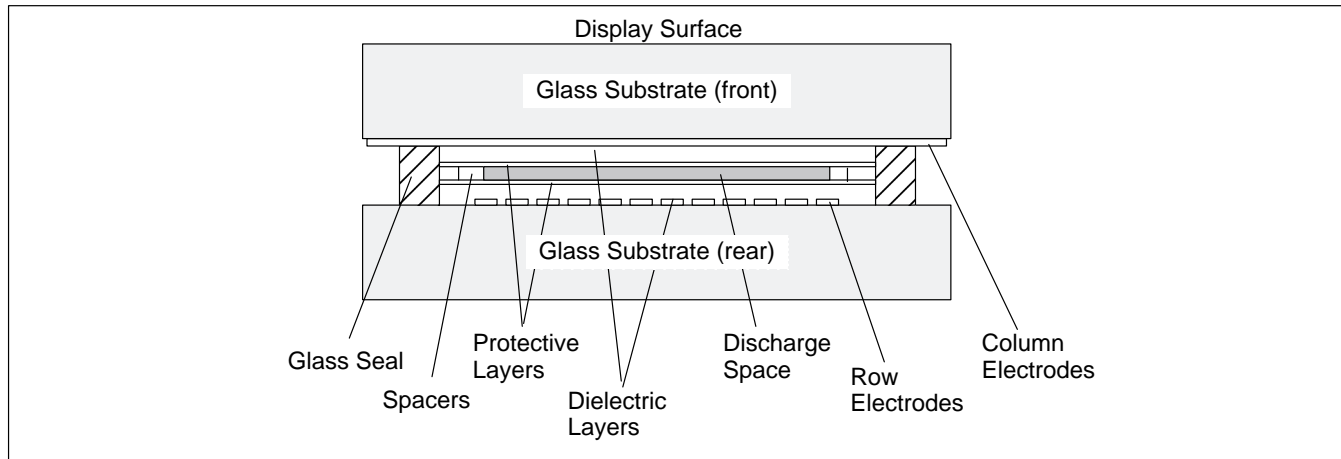 Display Surface
Glass Substrate (front)
Glass Substrate (rear)
Glass Seal
Spacers
Protective
Layers
Dielectric
Layers
Discharge
Space
Row
Electrodes
Column
Electrodes